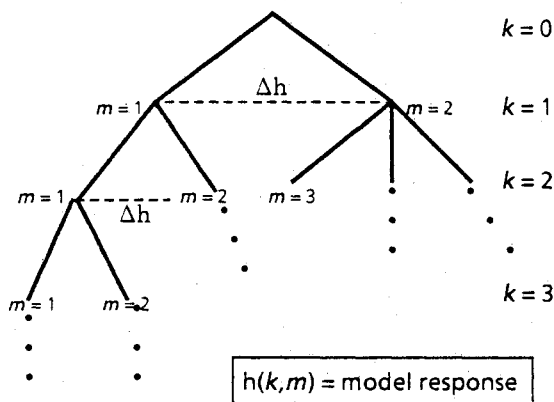 k = 0
Δh
m = 1
m = 2
k = 1
m = 1
Δh
m = 2
m = 3
k = 2
m = 1
m = 2
k = 3
h(k,m) = model response